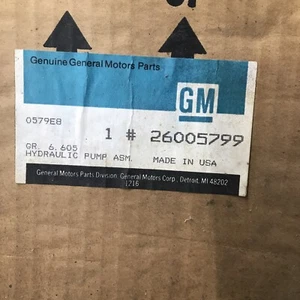 Genuine General Motors Parts
GM
0579E8
1 # 26005799
GR. 6.605
HYDRAULIC PUMP ASM. MADE IN USA
General Motors Parts Division, General Motors Corp., Detroit, MI 48202